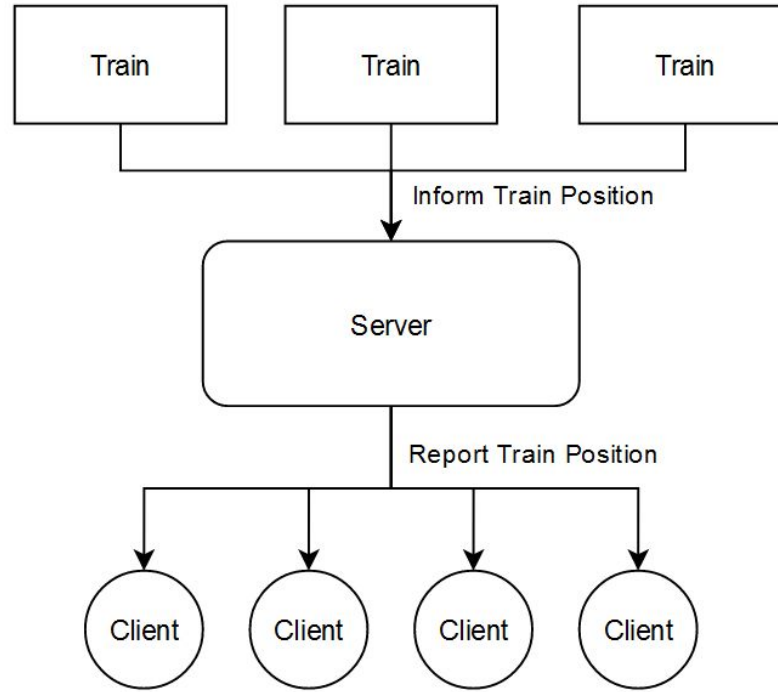 Train
Train
Train
Inform Train Position
Server
Report Train Position
Client
Client
Client
Client